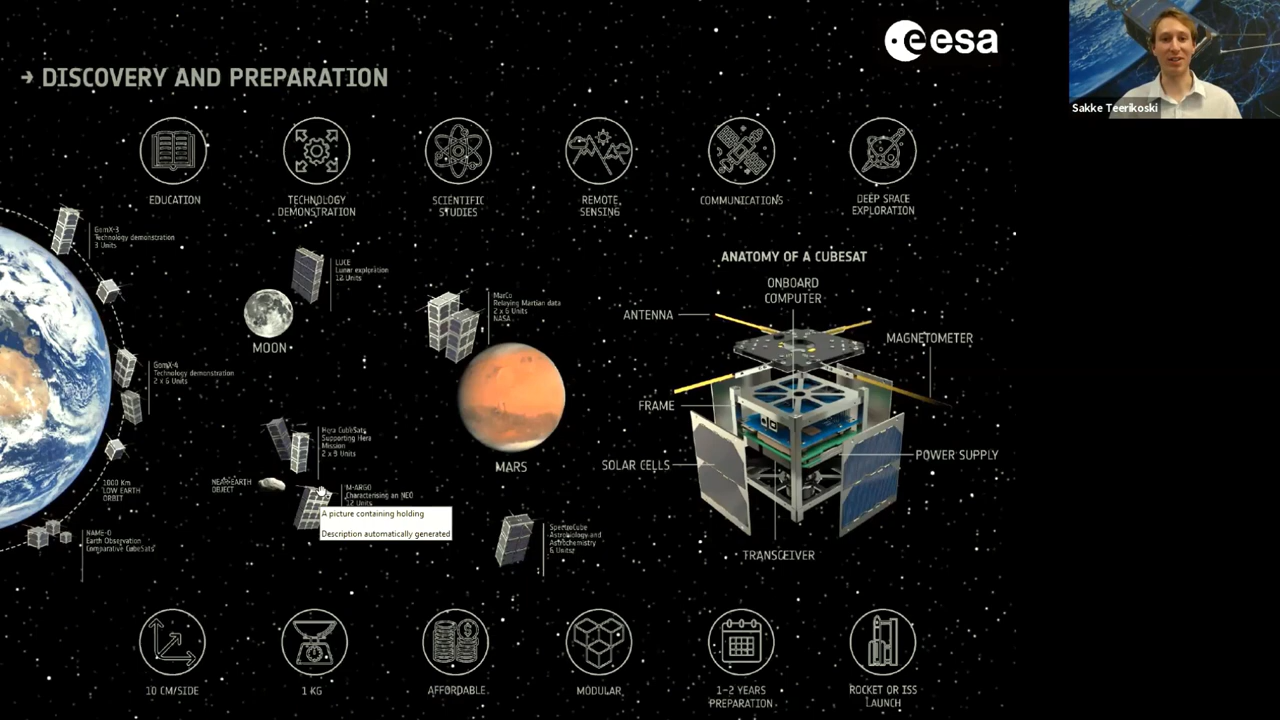 esa
→ DISCOVERY AND PREPARATION
Sakke Teerikoski
EDUCATION
TECHNOLOGY
DEMONSTRATION
SCIENTIFIC
STUDIES
REMOTE
SENSING
COMMUNICATIONS
DEEP SPACE
EXPLORATION
GomX-3
Technology demonstration
3 Units
LUCE
Lunar exploration
12 Units
MOON
MarCo
Relaying Martian data
2 x 6 Units
NASA
GomX-4
Technology demonstration
2 x 6 Units
Hera CubeSats
Supporting Hera
Mission
MARS
NEAR-EARTH
OBJECT
M-ARGO
Characterising an NEO
12 Units
A picture containing holding
Description automatically generated
1000 Km
LOW EARTH
ORBIT
Earth Observation
Comparative CubeSats
SpectroCube
Astrobiology and
Astrochemistry
ANATOMY OF A CUBESAT
ONBOARD
COMPUTER
ANTENNA
MAGNETOMETER
FRAME
SOLAR CELLS
POWER SUPPLY
TRANSCEIVER
10 CM/SIDE
1 KG
AFFORDABLE
MODULAR
1-2 YEARS
PREPARATION
ROCKET OR ISS
LAUNCH